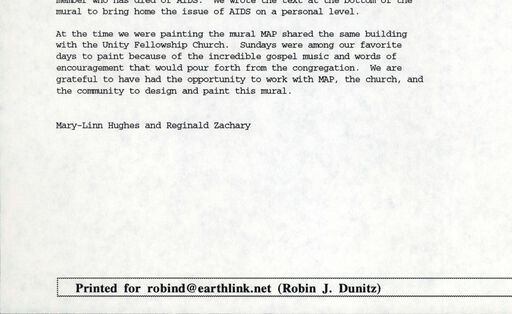 member who has died of AIDS.  We wrote the text at the bottom of the
mural to bring home the issue of AIDS on a personal level.
At the time we were painting the mural MAP shared the same building
with the Unity Fellowship Church.  Sundays were among our favorite
days to paint because of the incredible gospel music and words of
encouragement that would pour forth from the congregation.  We are
grateful to have had the opportunity to work with MAP, the church, and
the community to design and paint this mural.
Mary-Linn Hughes and Reginald Zachary
Printed for robind@earthlink.net (Robin J. Dunitz)